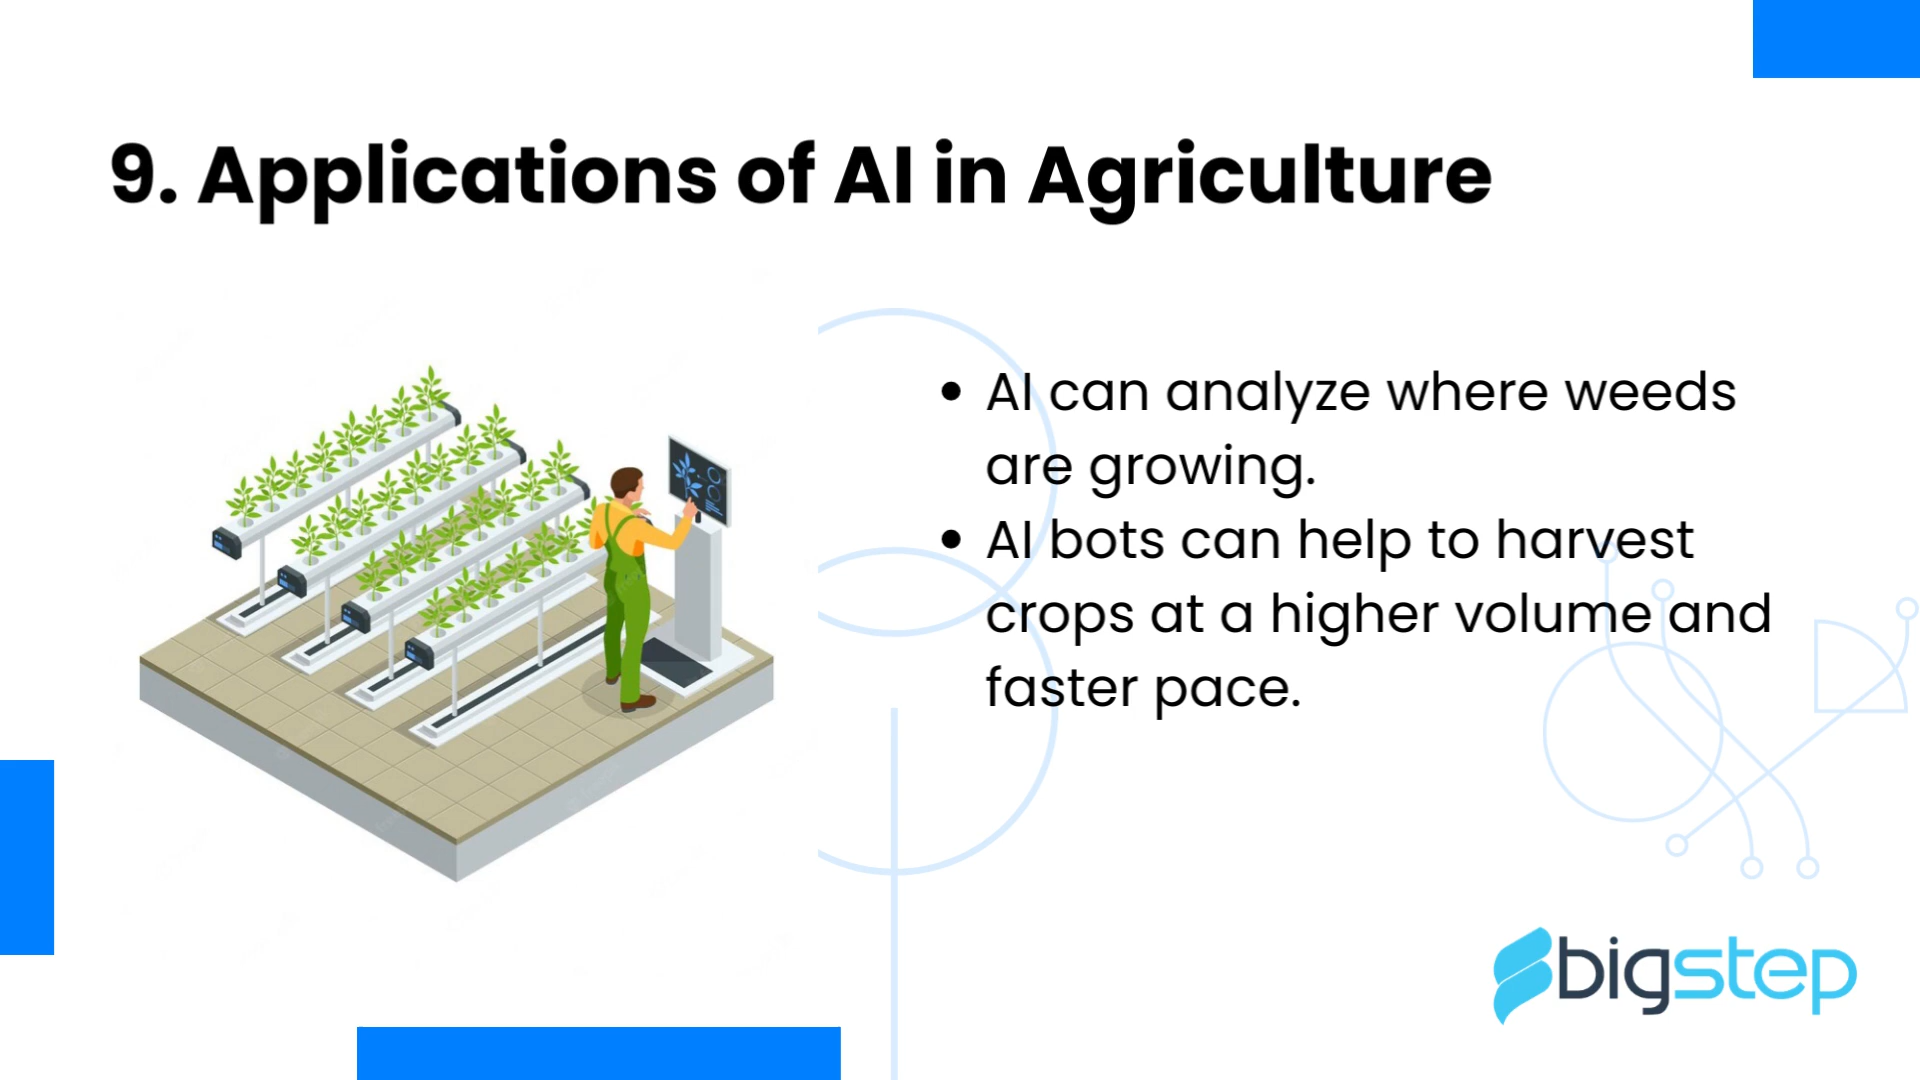 9. Applications of AI in Agriculture
• AI can analyze where weeds
are growing.
• AI bots can help to harvest
crops at a higher volume and
faster pace.
bigstep